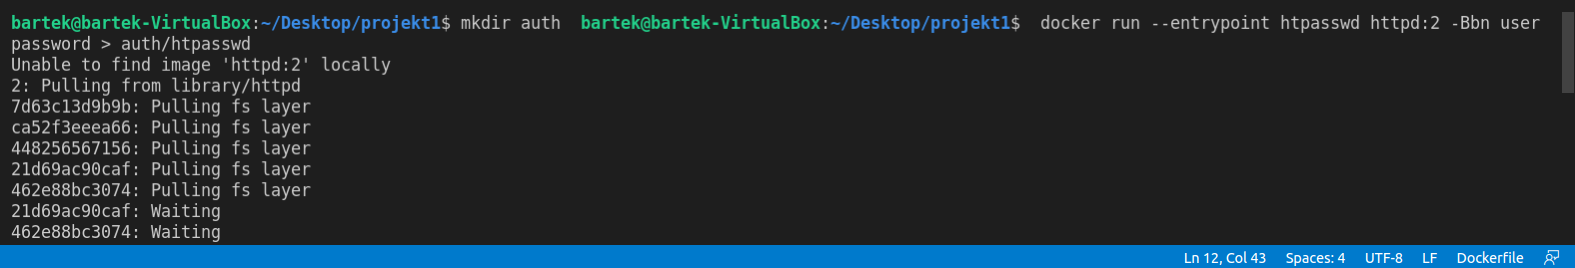 bartek@bartek-VirtualBox:~/Desktop/projekt1$ mkdir auth  bartek@bartek-VirtualBox:~/Desktop/projekt1$  docker run --entrypoint htpasswd httpd:2 -Bbn user
password > auth/htpasswd
Unable to find image 'httpd:2' locally
2: Pulling from library/httpd
7d63c13d9b9b: Pulling fs layer
ca52f3eeea66: Pulling fs layer
448256567156: Pulling fs layer
21d69ac90caf: Pulling fs layer
462e88bc3074: Pulling fs layer
21d69ac90caf: Waiting
462e88bc3074: Waiting
Ln 12, Col 43 Spaces: 4 UTF-8 LF Dockerfile